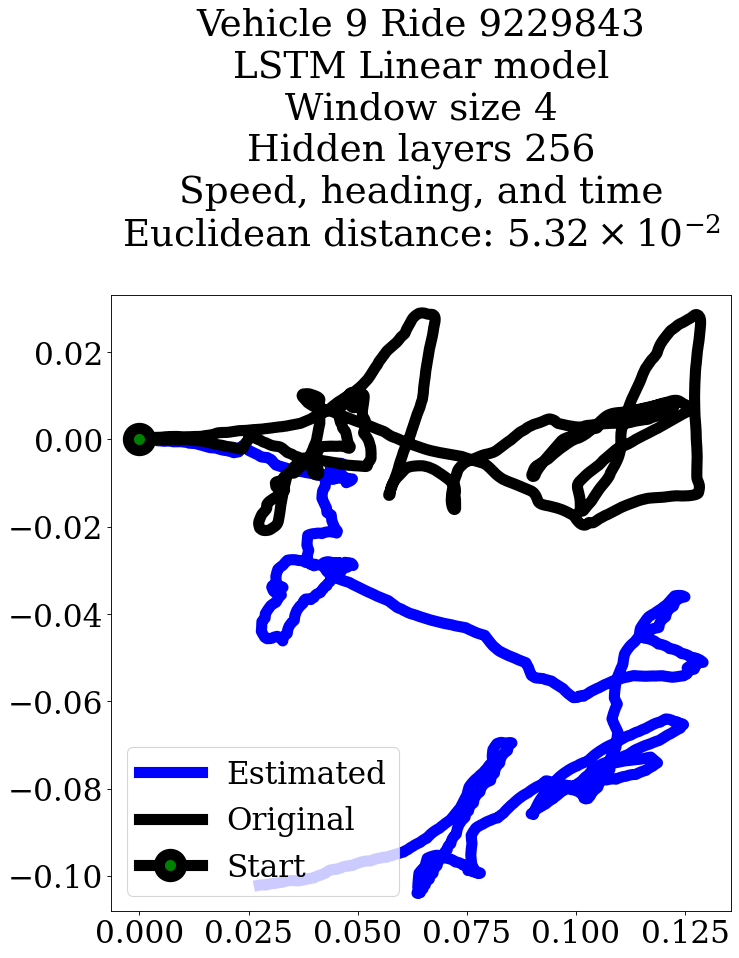 Vehicle 9 Ride 9229843
LSTM Linear model
Window size 4
Hidden layers 256
Speed, heading, and time
Euclidean distance: 5.32 × 10⁻²
0.02
0.00
−0.02
−0.04
−0.06
−0.08
−0.10
Estimated
Original
Start
0.000 0.025 0.050 0.075 0.100 0.125